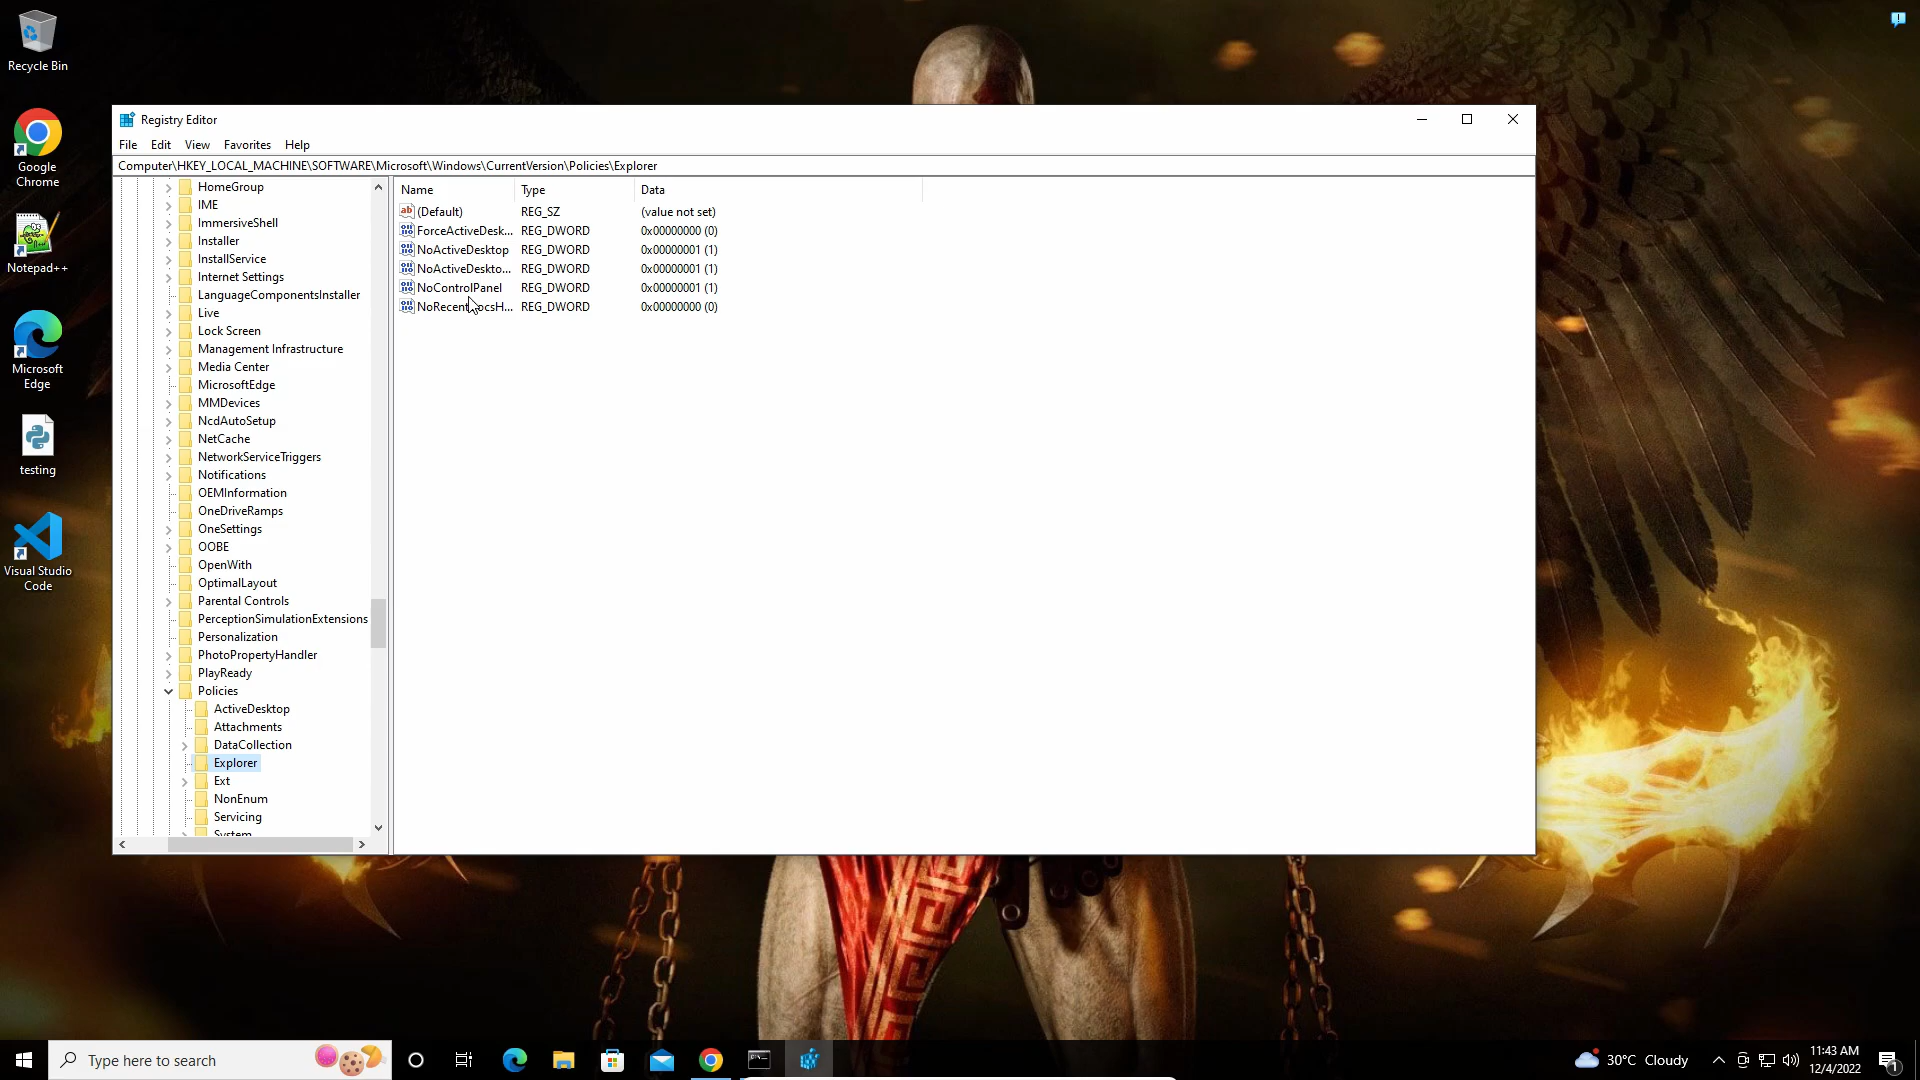 Recycle Bin
Google
Chrome
Notepad++
Microsoft
Edge
testing
Visual Studio
Code
Registry Editor
File Edit View Favorites Help
Computer\HKEY_LOCAL_MACHINE\SOFTWARE\Microsoft\Windows\CurrentVersion\Policies\Explorer
HomeGroup
IME
ImmersiveShell
Installer
InstallService
Internet Settings
LanguageComponentsInstaller
Live
Lock Screen
Management Infrastructure
Media Center
MicrosoftEdge
MMDevices
NcdAutoSetup
NetCache
NetworkServiceTriggers
Notifications
OEMInformation
OneDriveRamps
OneSettings
OOBE
OpenWith
OptimalLayout
Parental Controls
PerceptionSimulationExtensions
Personalization
PhotoPropertyHandler
PlayReady
Policies
ActiveDesktop
Attachments
DataCollection
Explorer
Ext
NonEnum
Servicing
System
Name Type Data
(Default) REG_SZ (value not set)
ForceActiveDesk... REG_DWORD 0x00000000 (0)
NoActiveDesktop REG_DWORD 0x00000001 (1)
NoActiveDeskto... REG_DWORD 0x00000001 (1)
NoControlPanel REG_DWORD 0x00000001 (1)
NoRecentDocsH... REG_DWORD 0x00000000 (0)
Type here to search
30°C Cloudy
11:43 AM
12/4/2022
1